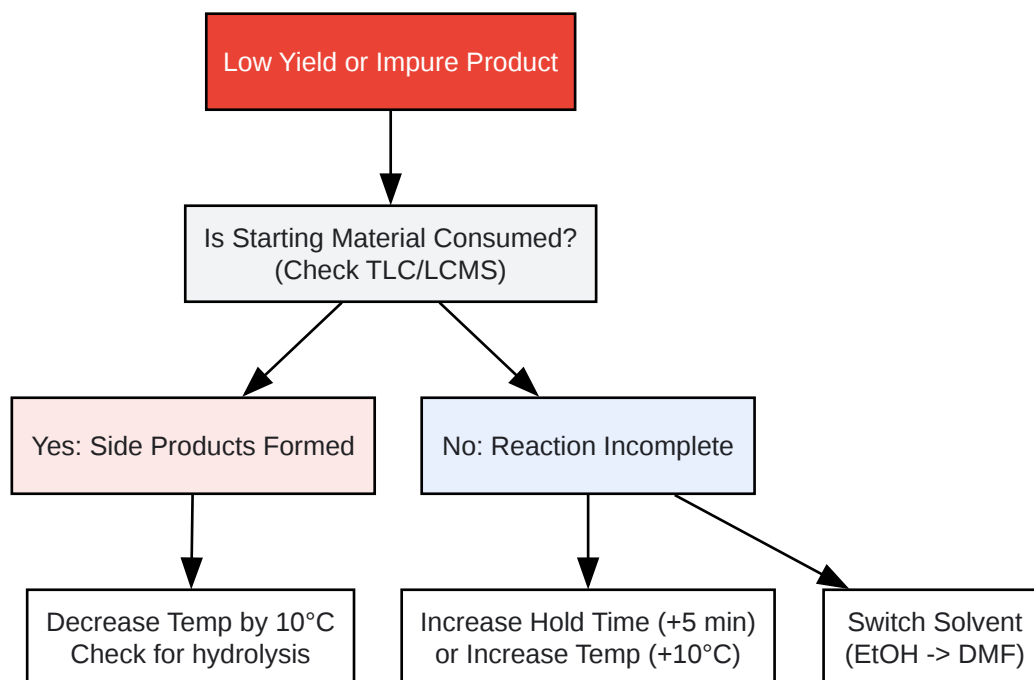 Low Yield or Impure Product
Is Starting Material Consumed?
(Check TLC/LCMS)
Yes: Side Products Formed
No: Reaction Incomplete
Decrease Temp by 10°C
Check for hydrolysis
Increase Hold Time (+5 min)
or Increase Temp (+10°C)
Switch Solvent
(EtOH -> DMF)